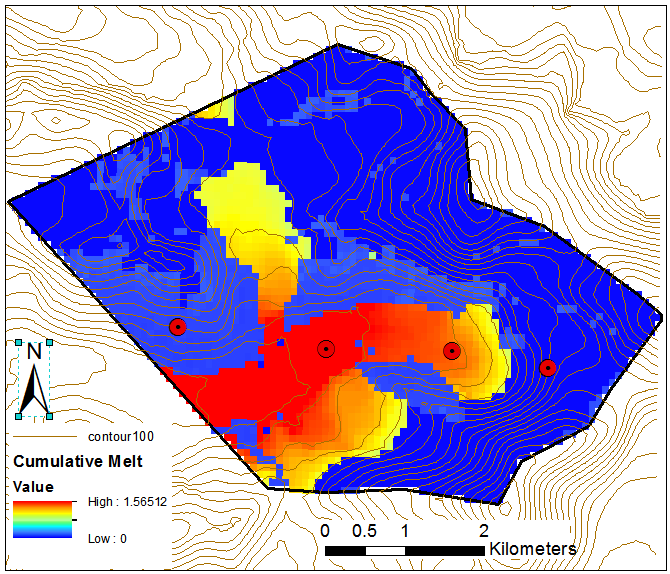 N
contour100
Cumulative Melt
Value
High : 1.56512
Low : 0
0 0.5 1 2
Kilometers